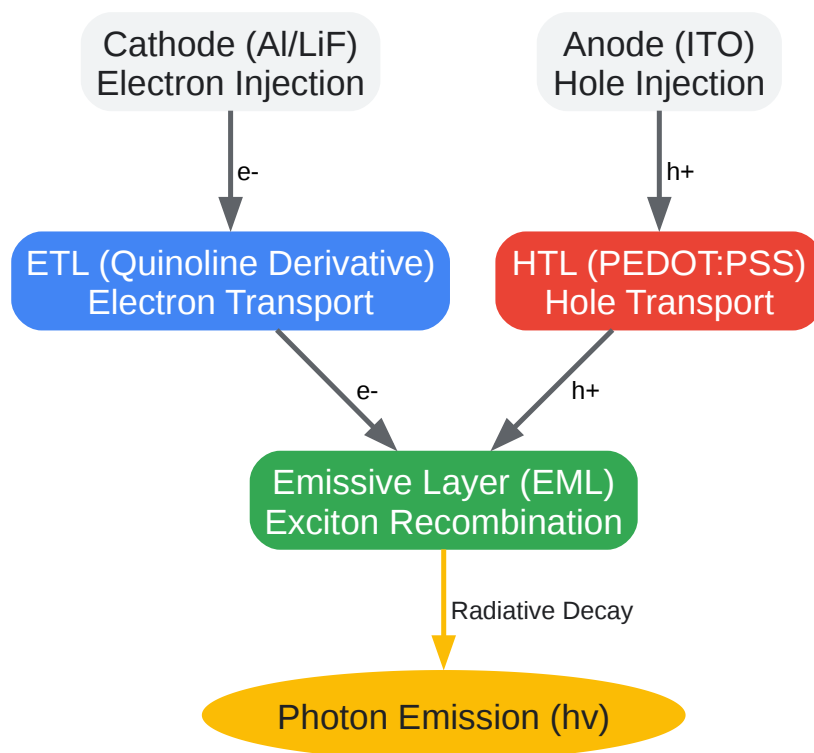 Cathode (Al/LiF)
Electron Injection
Anode (ITO)
Hole Injection
e-
h+
ETL (Quinoline Derivative)
Electron Transport
HTL (PEDOT:PSS)
Hole Transport
e-
h+
Emissive Layer (EML)
Exciton Recombination
Radiative Decay
Photon Emission (hv)